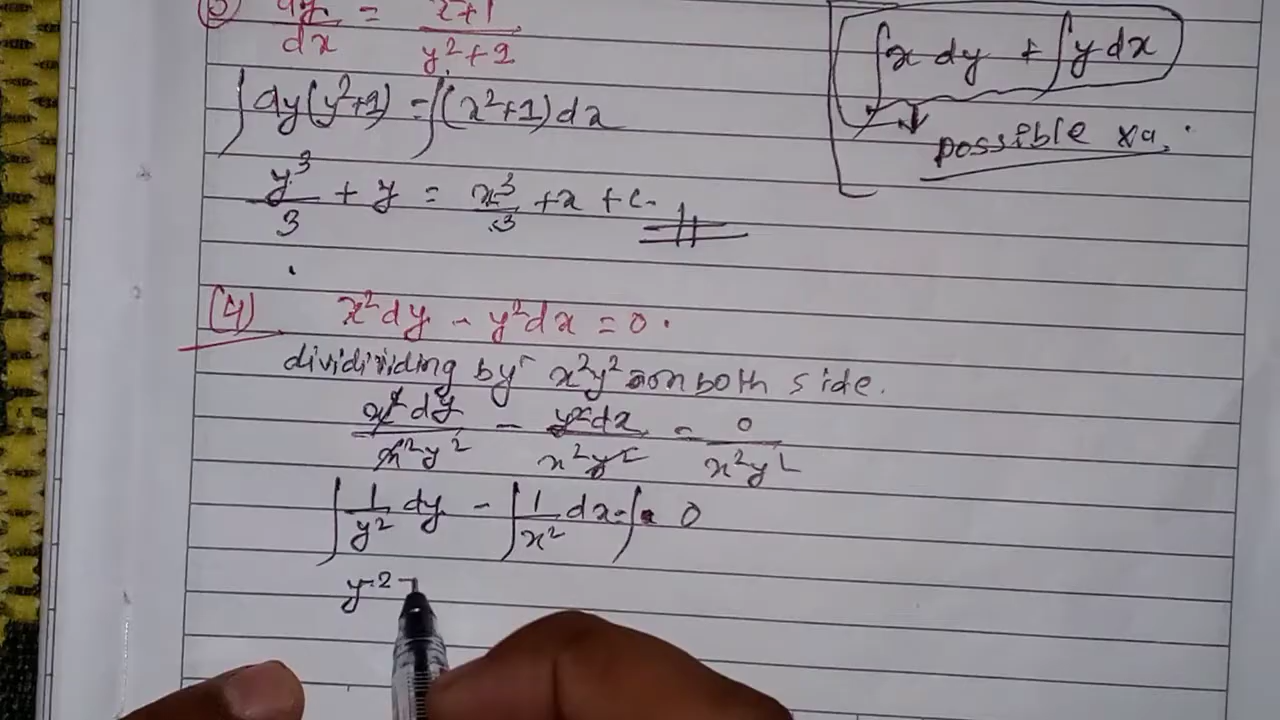 dy/dx = x²+1/y²+1
∫dy(y²+1) = ∫(x²+1)dx
y³/3 + y = x³/3 + x + c.
∫x dy + ∫y dx
possible xa.
(4) x²dy - y²dx = 0.
dividiriding by x²y² on both side.
x²dy/x²y² - y²dx/x²y² = 0/x²y²
∫1/y² dy - ∫1/x² dx = ∫ 0
y-2+